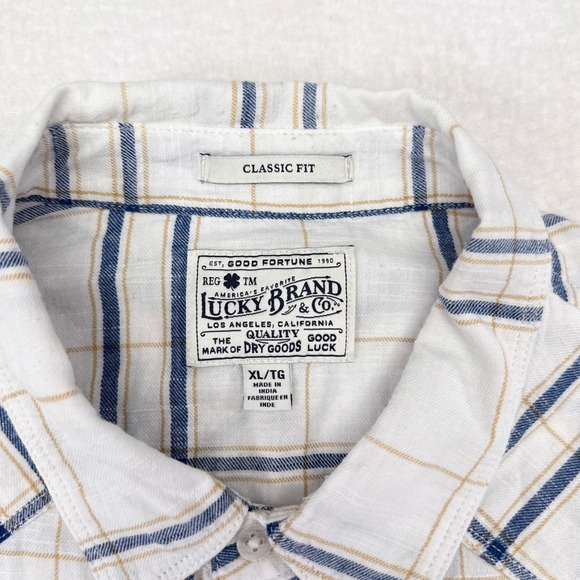 CLASSIC FIT
EST. GOOD FORTUNE 1990
REG TM
AMERICA'S FAVORITE
LUCKY BRAND
& Co.
LOS ANGELES, CALIFORNIA
THE QUALITY GOOD
MARK OF DRY GOODS LUCK
XL/TG
MADE IN
INDIA
FABRIQUE EN
INDE